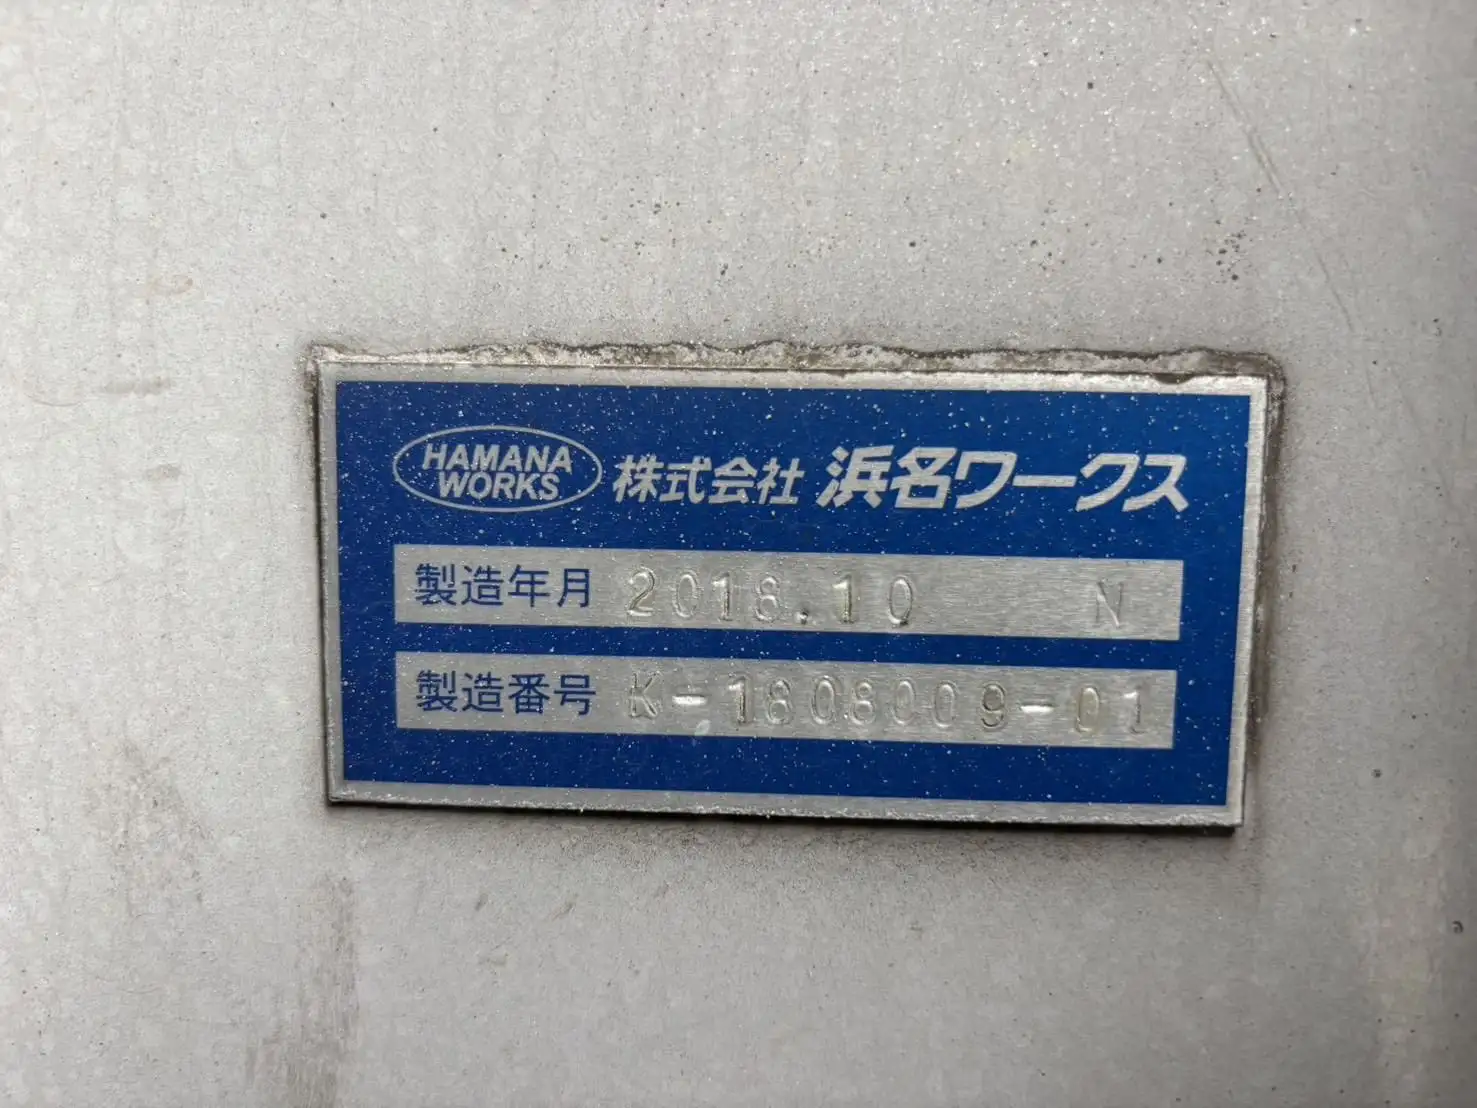 HAMANA WORKS 株式会社 浜名ワークス
製造年月 2018.10 N
製造番号 K-1808009-01